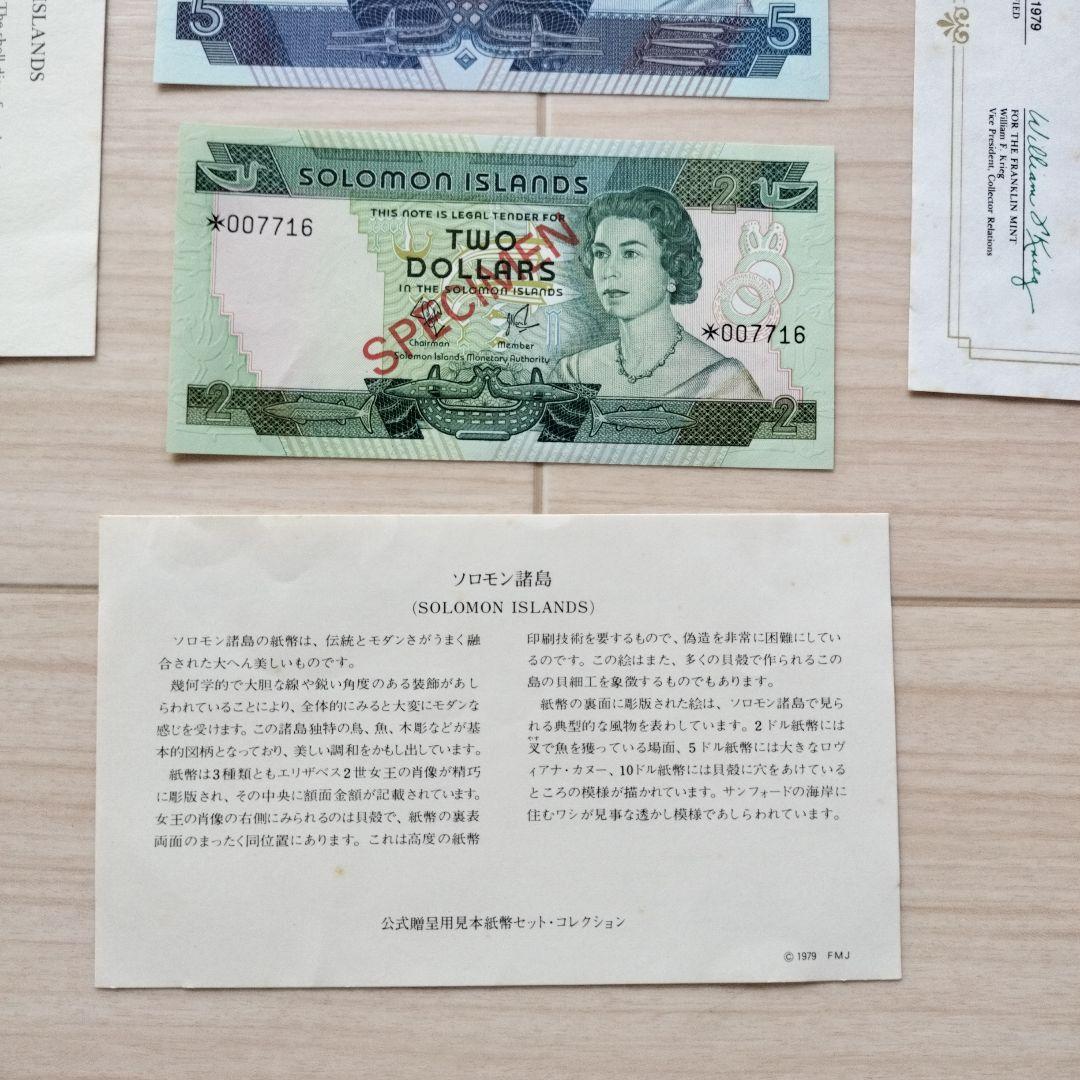 ISLANDS
5
5
1979
FOR THE FRANKLIN MINT
William F. Krieg
Vice President, Collector Relations
SOLOMON ISLANDS
2
007716
THIS NOTE IS LEGAL TENDER FOR
TWO
DOLLARS
IN THE SOLOMON ISLANDS
SPECIMEN
Chairman
Member
Solomon Islands Monetary Authority
007716
2
2
ソロモン諸島
(SOLOMON ISLANDS)
ソロモン諸島の紙幣は、伝統とモダンさがうまく融
合された大へん美しいものです。
幾何学的で大胆な線や鋭い角度のある装飾があし
らわれていることにより、全体的にみると大変にモダンな
感じを受けます。この諸島独特の鳥、魚、木彫などが基
本的図柄となっており、美しい調和をかもし出しています。
紙幣は3種類ともエリザベス2世女王の肖像が精巧
に彫版され、その中央に額面金額が記載されています。
女王の肖像の右側にみられるのは貝殻で、紙幣の裏表
両面のまったく同位置にあります。これは高度の紙幣
印刷技術を要するもので、偽造を非常に困難にしてい
るのです。この絵はまた、多くの貝殻で作られるこの
島の貝細工を象徴するものでもあります。
紙幣の裏面に彫版された絵は、ソロモン諸島で見ら
れる典型的な風物を表わしています。2ドル紙幣には
やす
叉で魚を獲っている場面、5ドル紙幣には大きなロヴ
ィアナ・カヌー、10ドル紙幣には貝殻に穴をあけている
ところの模様が描かれています。サンフォードの海岸に
住むワシが見事な透かし模様であしらわれています。
公式贈呈用見本紙幣セット・コレクション
© 1979 FMJ